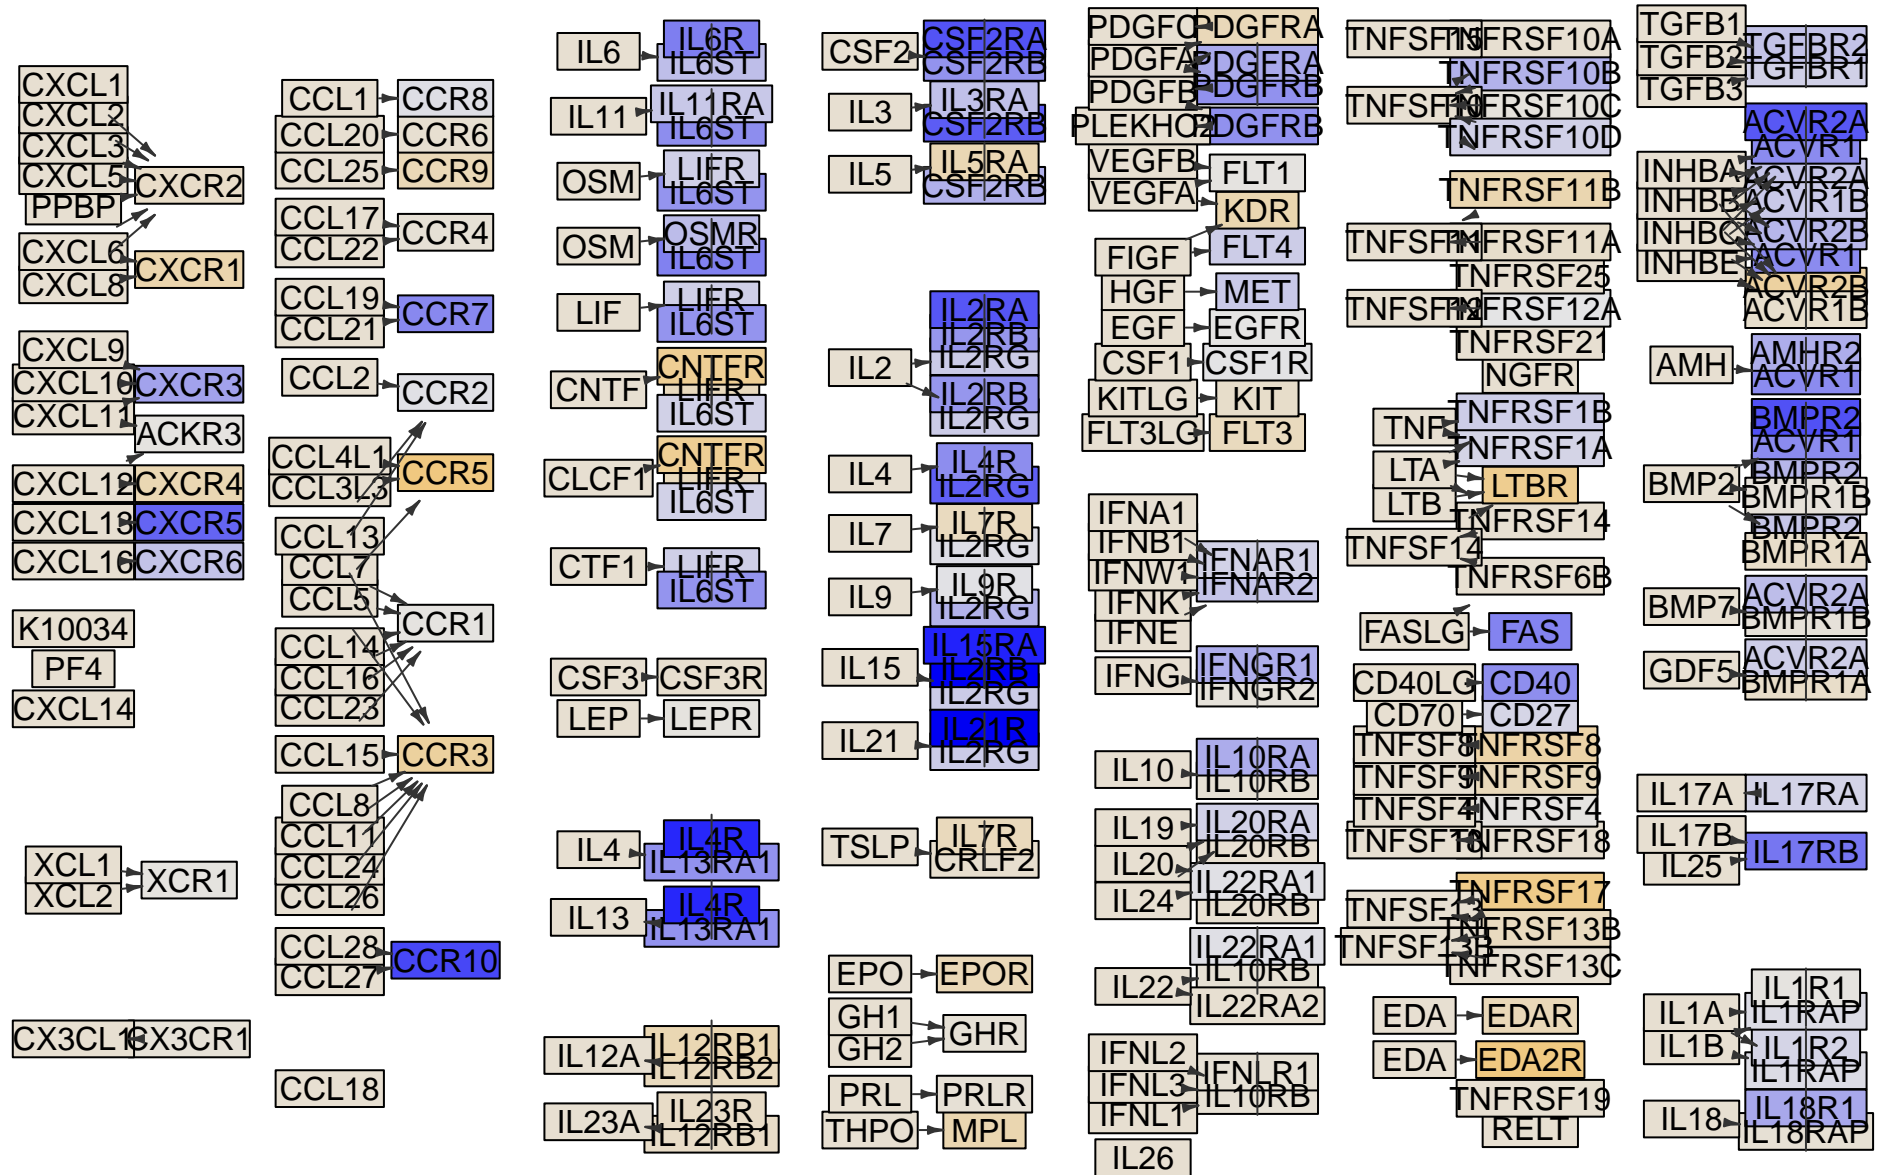 CXCL1
CXCL2
CXCL3
CXCL5
PPBP
CXCR2
CXCL6
CXCL8
CXCR1
CXCL9
CXCL10
CXCL11
CXCR3
ACKR3
CXCL12
CXCR4
CXCL13
CXCR5
CXCL16
CXCR6
K10034
PF4
CXCL14
XCL1
XCL2
XCR1
CX3CL1
CX3CR1
CCL1
CCR8
CCL20
CCR6
CCL25
CCR9
CCL17
CCL22
CCR4
CCL19
CCL21
CCR7
CCL2
CCR2
CCL4L1
CCL3L3
CCR5
CCL13
CCL7
CCL5
CCR1
CCL14
CCL16
CCL23
CCL15
CCR3
CCL8
CCL11
CCL24
CCL26
CCL28
CCL27
CCR10
CCL18
IL6
IL6R
IL6ST
IL11
IL11RA
IL6ST
OSM
LIFR
IL6ST
OSM
OSMR
IL6ST
LIF
LIFR
IL6ST
CNTF
CNTFR
LIFR
IL6ST
CLCF1
CNTFR
LIFR
IL6ST
CTF1
LIFR
IL6ST
CSF3
CSF3R
LEP
LEPR
IL4
IL4R
IL13RA1
IL13
IL4R
IL13RA1
IL12A
IL12RB1
IL12RB2
IL23A
IL23R
IL12RB1
CSF2
CSF2RA
CSF2RB
IL3
IL3RA
CSF2RB
IL5
IL5RA
CSF2RB
IL2
IL2RA
IL2RB
IL2RG
IL2RB
IL2RG
IL4
IL4R
IL2RG
IL7
IL7R
IL2RG
IL9
IL9R
IL2RG
IL15
IL15RA
IL2RB
IL2RG
IL21
IL21R
IL2RG
TSLP
IL7R
CRLF2
EPO
EPOR
GH1
GH2
GHR
PRL
PRLR
THPO
MPL
PDGFC
PDGFRA
PDGFA
PDGFRA
PDGFB
PDGFRB
PLEKHO2
PDGFRB
VEGFB
VEGFA
FLT1
KDR
FIGF
FLT4
HGF
MET
EGF
EGFR
CSF1
CSF1R
KITLG
KIT
FLT3LG
FLT3
IFNA1
IFNB1
IFNW1
IFNK
IFNE
IFNAR1
IFNAR2
IFNG
IFNGR1
IFNGR2
IL10
IL10RA
IL10RB
IL19
IL20
IL24
IL20RA
IL20RB
IL22RA1
IL20RB
IL22
IL22RA1
IL10RB
IL22RA2
IFNL2
IFNL3
IFNL1
IFNLR1
IL10RB
IL26
TNFSF15
TNFRSF10A
TNFRSF10B
TNFSF10
TNFRSF10C
TNFRSF10D
TNFRSF11B
TNFSF11
TNFRSF11A
TNFRSF25
TNFSF12
TNFRSF12A
TNFRSF21
NGFR
TNF
TNFRSF1B
TNFRSF1A
LTA
LTB
LTBR
TNFSF14
TNFRSF14
TNFRSF6B
FASLG
FAS
CD40LG
CD40
CD70
CD27
TNFSF8
TNFRSF8
TNFSF9
TNFRSF9
TNFSF4
TNFRSF4
TNFSF18
TNFRSF18
TNFRSF17
TNFSF13
TNFRSF13B
TNFSF13B
TNFRSF13C
EDA
EDAR
EDA
EDA2R
TNFRSF19
RELT
TGFB1
TGFB2
TGFB3
TGFBR2
TGFBR1
INHBA
INHBB
INHBC
INHBE
ACVR2A
ACVR1
ACVR2A
ACVR1B
ACVR2B
ACVR1
ACVR2B
ACVR1B
AMH
AMHR2
ACVR1
BMP2
BMPR2
ACVR1
BMPR2
BMPR1B
BMPR2
BMPR1A
BMP7
ACVR2A
BMPR1B
GDF5
ACVR2A
BMPR1A
IL17A
IL17RA
IL17B
IL25
IL17RB
IL1A
IL1B
IL1R1
IL1RAP
IL1R2
IL1RAP
IL18
IL18R1
IL18RAP